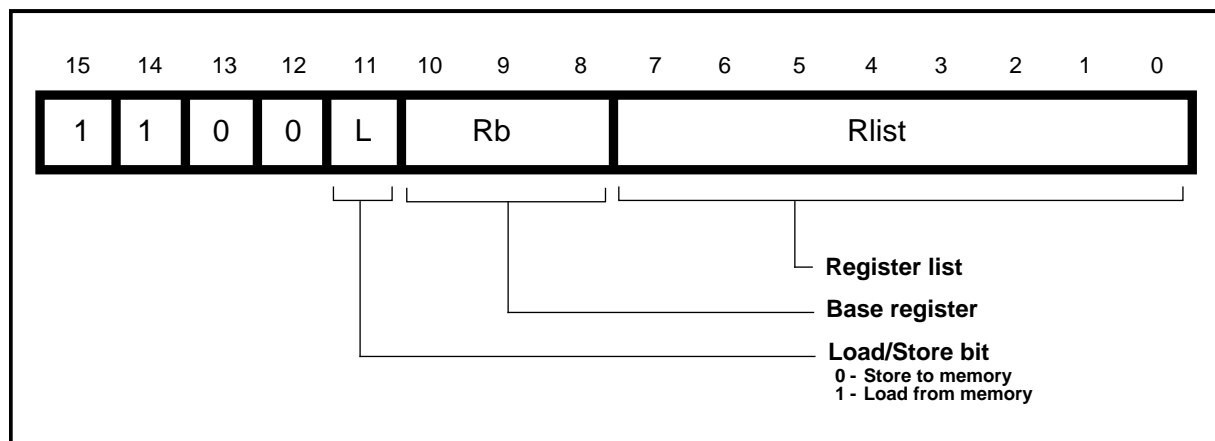 15 14 13 12 11 10 9 8 7 6 5 4 3 2 1 0
1 1 0 0 L Rb Rlist
Register list
Base register
Load/Store bit
0 - Store to memory
1 - Load from memory